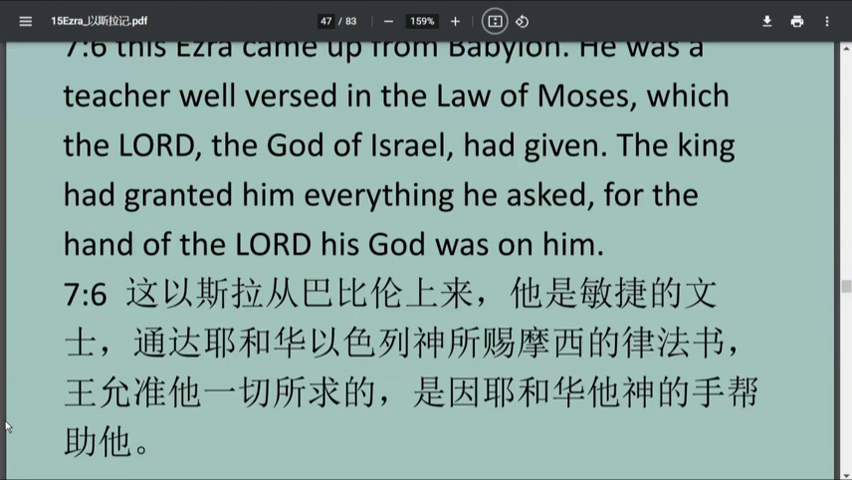 15Ezra_以斯拉记.pdf
47 / 83
159%
7:6 this Ezra came up from Babylon. He was a
teacher well versed in the Law of Moses, which
the LORD, the God of Israel, had given. The king
had granted him everything he asked, for the
hand of the LORD his God was on him.
7:6 这以斯拉从巴比伦上来，他是敏捷的文
士，通达耶和华以色列神所赐摩西的律法书，
王允准他一切所求的，是因耶和华他神的手帮
助他。